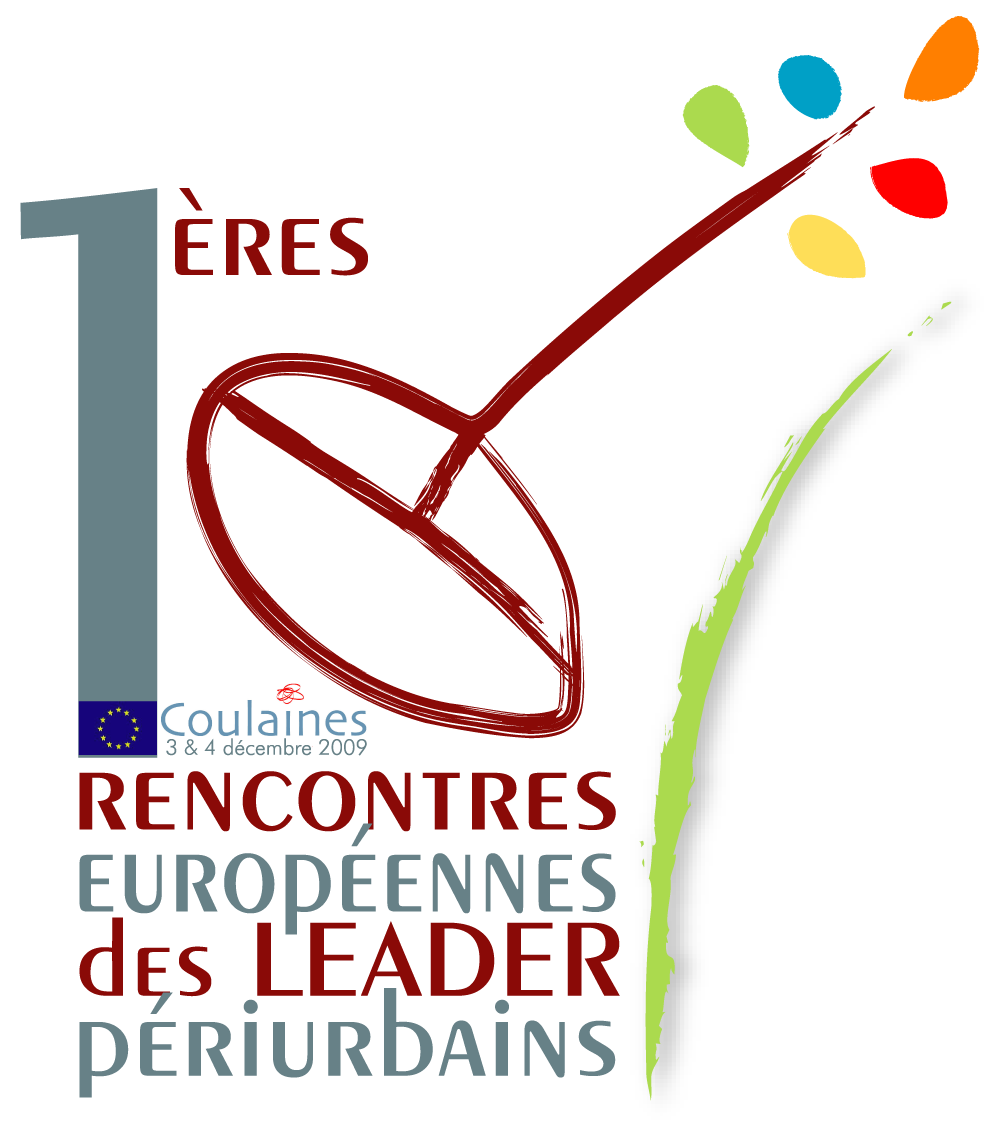 1ÈRES
Coulaines
3 & 4 décembre 2009
RENCONTRES
EUROpÉENNES
dES LEADER
pÉRiURbAiNS